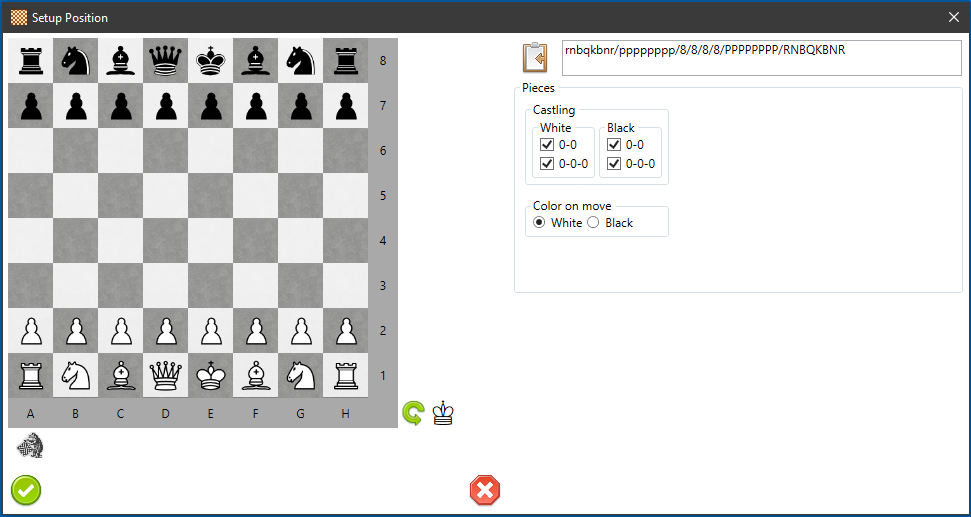 Setup Position
8
7
6
5
4
3
2
1
A B C D E F G H
rnbqkbnr/pppppppp/8/8/8/8/PPPPPPPP/RNBQKBNR
Pieces
Castling
White Black
0-0 0-0
0-0-0 0-0-0
Color on move
White Black